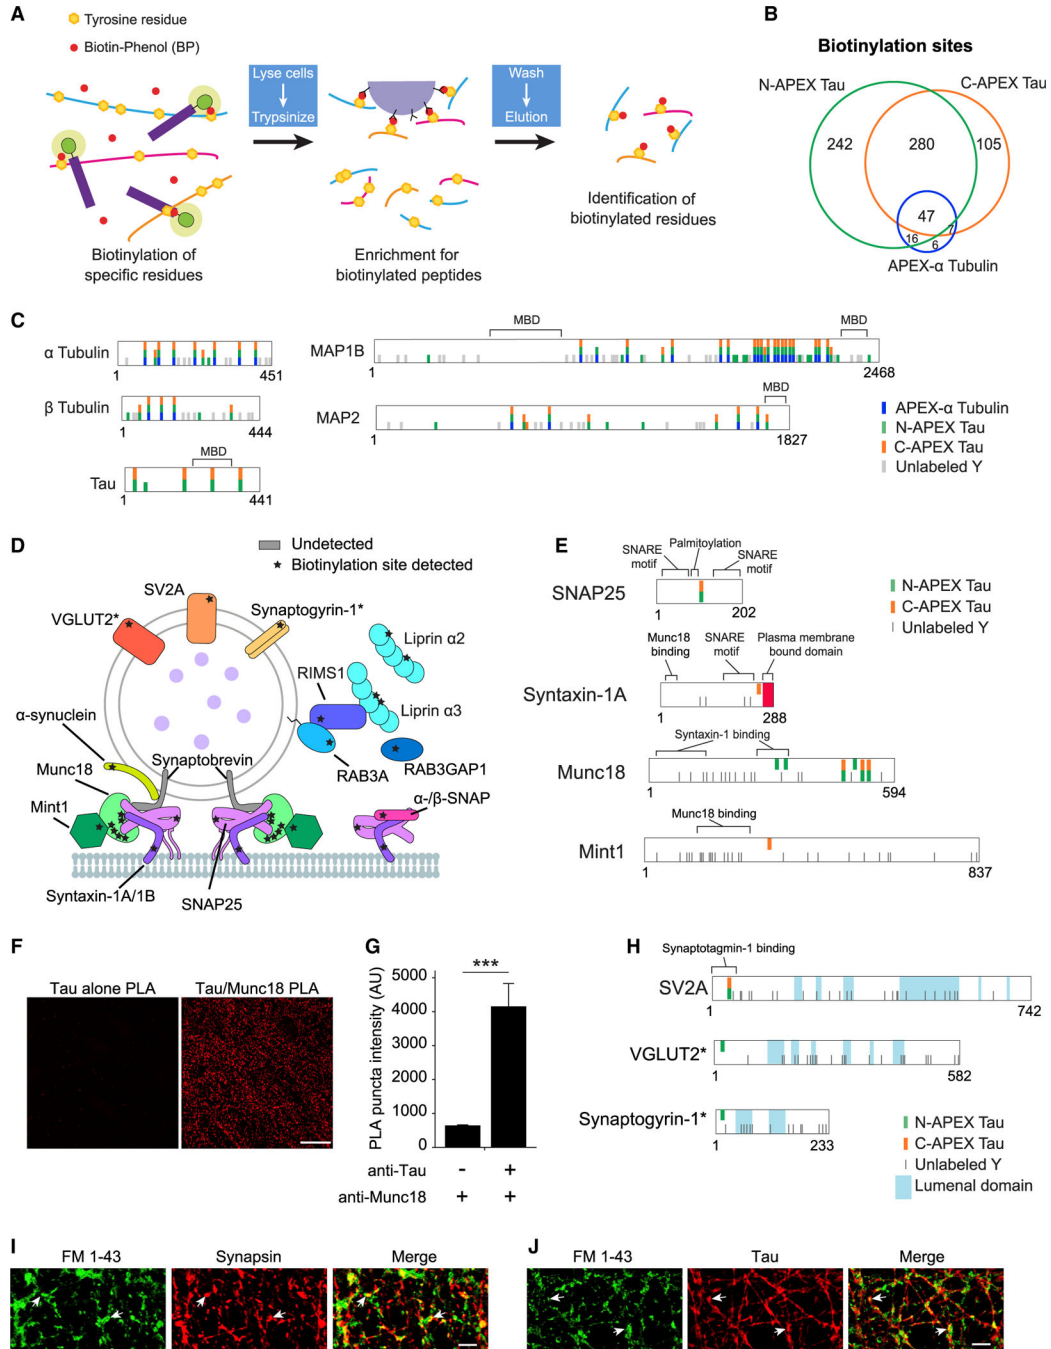 A
Tyrosine residue
Biotin-Phenol (BP)
Lyse cells
Trypsinize
Wash
Elution
Biotinylation of
specific residues
Enrichment for
biotinylated peptides
Identification of
biotinylated residues
B
Biotinylation sites
N-APEX Tau
C-APEX Tau
242
280
105
47
7
16
6
APEX-α Tubulin
C
α Tubulin
1
451
β Tubulin
1
444
MBD
Tau
1
441
MBD
MBD
MAP1B
1
2468
MBD
MAP2
1
1827
APEX-α Tubulin
N-APEX Tau
C-APEX Tau
Unlabeled Y
D
Undetected
Biotinylation site detected
SV2A
VGLUT2*
Synaptogyrin-1*
Liprin α2
RIMS1
Liprin α3
α-synuclein
Synaptobrevin
RAB3A
RAB3GAP1
Munc18
α-/β-SNAP
Mint1
Syntaxin-1A/1B
SNAP25
E
Palmitoylation
SNARE
motif
SNARE
motif
SNAP25
1
202
N-APEX Tau
C-APEX Tau
Unlabeled Y
Munc18
binding
SNARE
motif
Plasma membrane
bound domain
Syntaxin-1A
1
288
Syntaxin-1 binding
Munc18
1
594
Munc18 binding
Mint1
1
837
F
Tau alone PLA
Tau/Munc18 PLA
G
PLA puncta intensity (AU)
5000
4000
3000
2000
1000
0
***
anti-Tau
-
+
anti-Munc18
+
+
H
Synaptotagmin-1 binding
SV2A
1
742
VGLUT2*
1
582
Synaptogyrin-1*
1
233
N-APEX Tau
C-APEX Tau
Unlabeled Y
Lumenal domain
I
FM 1-43
Synapsin
Merge
J
FM 1-43
Tau
Merge